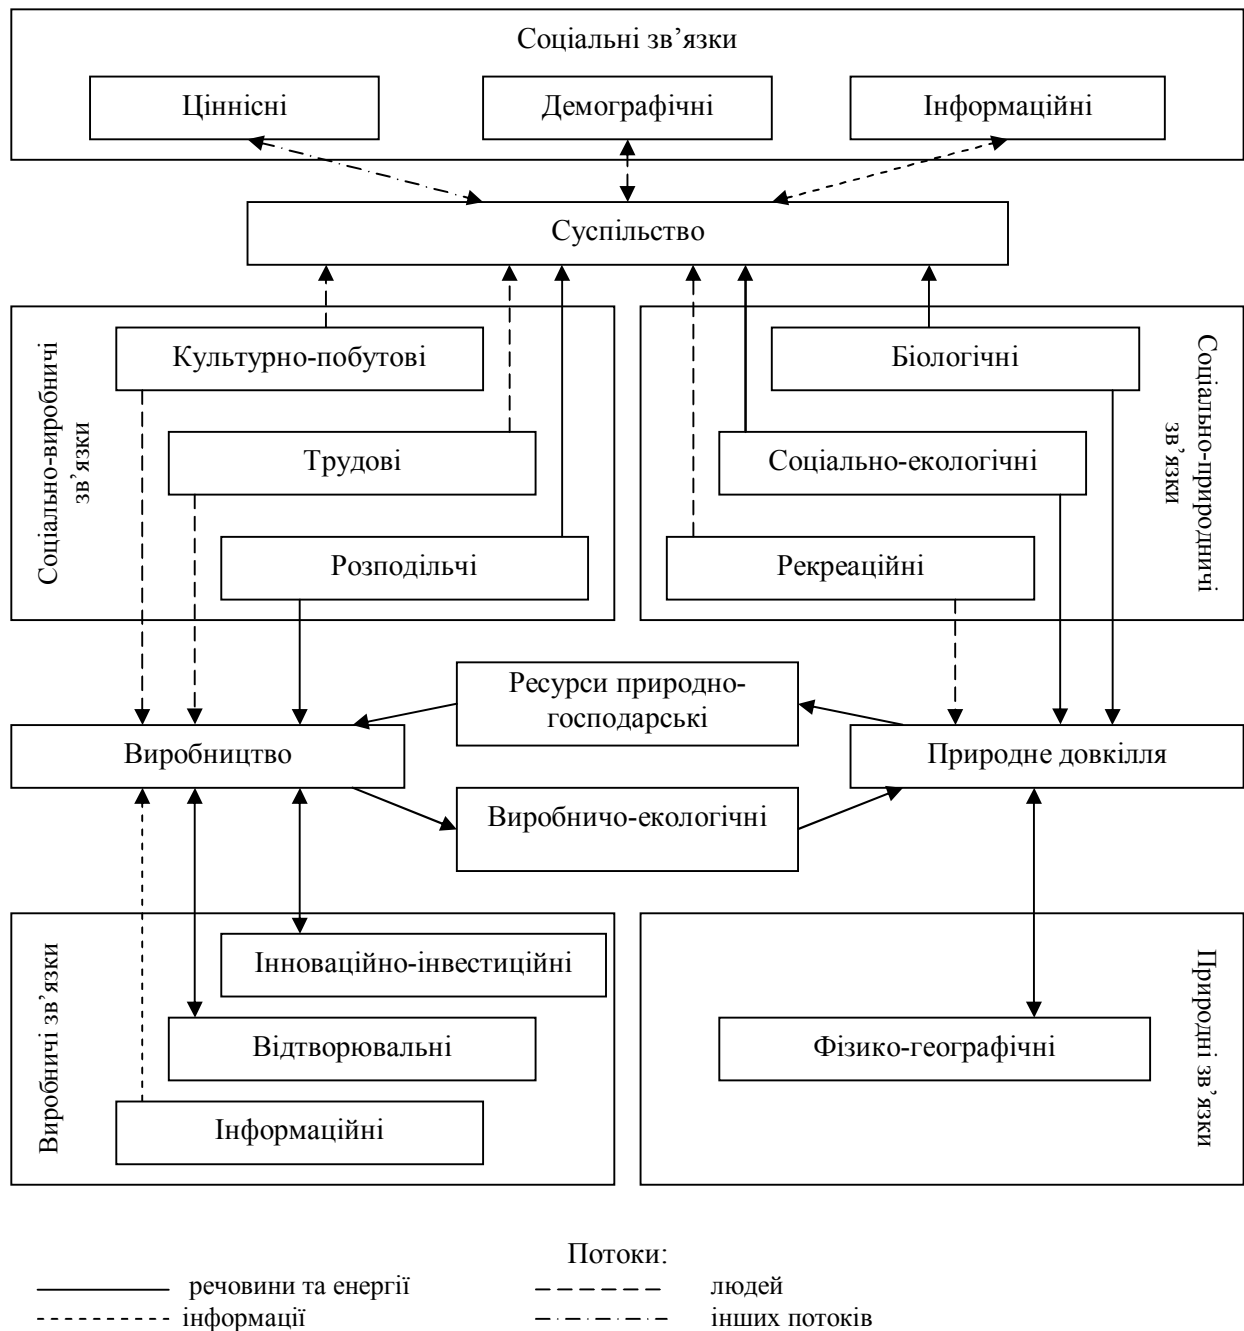 Соціальні зв’язки
Ціннісні
Демографічні
Інформаційні
Суспільство
Соціально-виробничі
зв’язки
Культурно-побутові
Трудові
Розподільчі
Біологічні
Соціально-екологічні
Рекреаційні
Соціально-природничі
зв’язки
Ресурси природно-
господарські
Виробництво
Природне довкілля
Виробничо-екологічні
Виробничі зв’язки
Інноваційно-інвестиційні
Відтворювальні
Інформаційні
Фізико-географічні
Природні зв’язки
Потоки:
речовини та енергії
людей
інформації
інших потоків